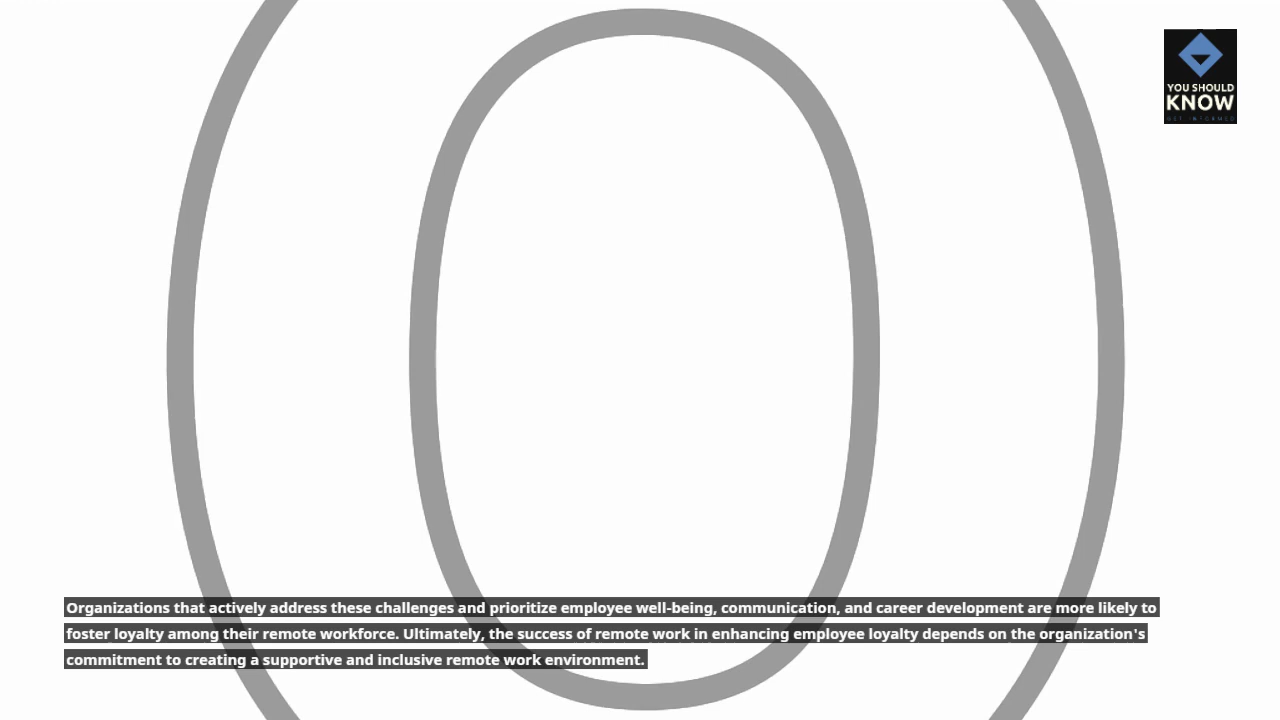 YOU SHOULD
KNOW
GET INFORMED
Organizations that actively address these challenges and prioritize employee well-being, communication, and career development are more likely to
foster loyalty among their remote workforce. Ultimately, the success of remote work in enhancing employee loyalty depends on the organization's
commitment to creating a supportive and inclusive remote work environment.